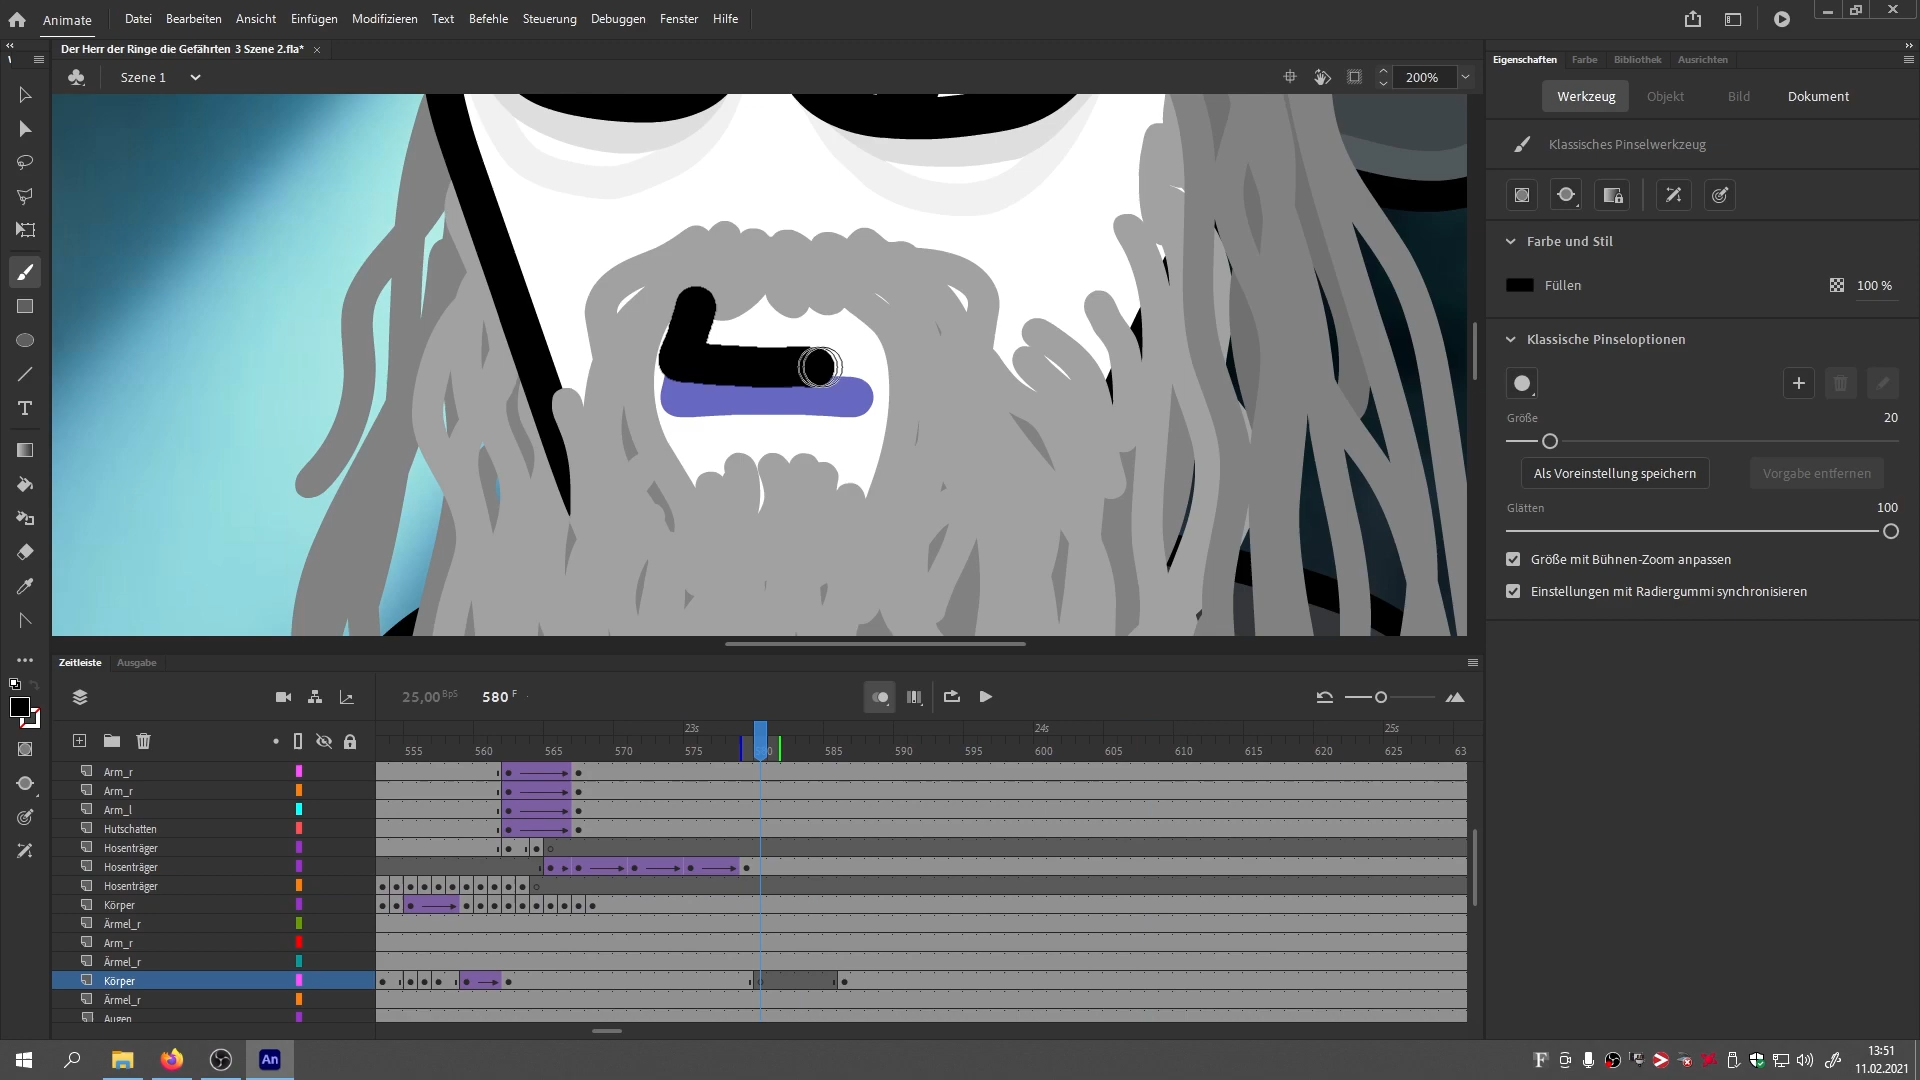 Animate
Datei Bearbeiten Ansicht Einfügen Modifizieren Text Befehle Steuerung Debuggen Fenster Hilfe
Der Herr der Ringe die Gefährten 3 Szene 2.fla* ×
Szene 1
200%
Eigenschaften Farbe Bibliothek Ausrichten
Werkzeug Objekt Bild Dokument
Klassisches Pinselwerkzeug
Farbe und Stil
Füllen 100 %
Klassische Pinseloptionen
Größe 20
Als Voreinstellung speichern Vorgabe entfernen
Glätten 100
Größe mit Bühnen-Zoom anpassen
Einstellungen mit Radiergummi synchronisieren
Zeitleiste Ausgabe
25,00 BpS 580 F
23s 24s 25s
555 560 565 570 575 580 585 590 595 600 605 610 615 620 625 63
Arm_r
Arm_r
Arm_l
Hutschatten
Hosenträger
Hosenträger
Hosenträger
Körper
Ärmel_r
Arm_r
Ärmel_r
Körper
Ärmel_r
Augen
An
13:51
11.02.2021